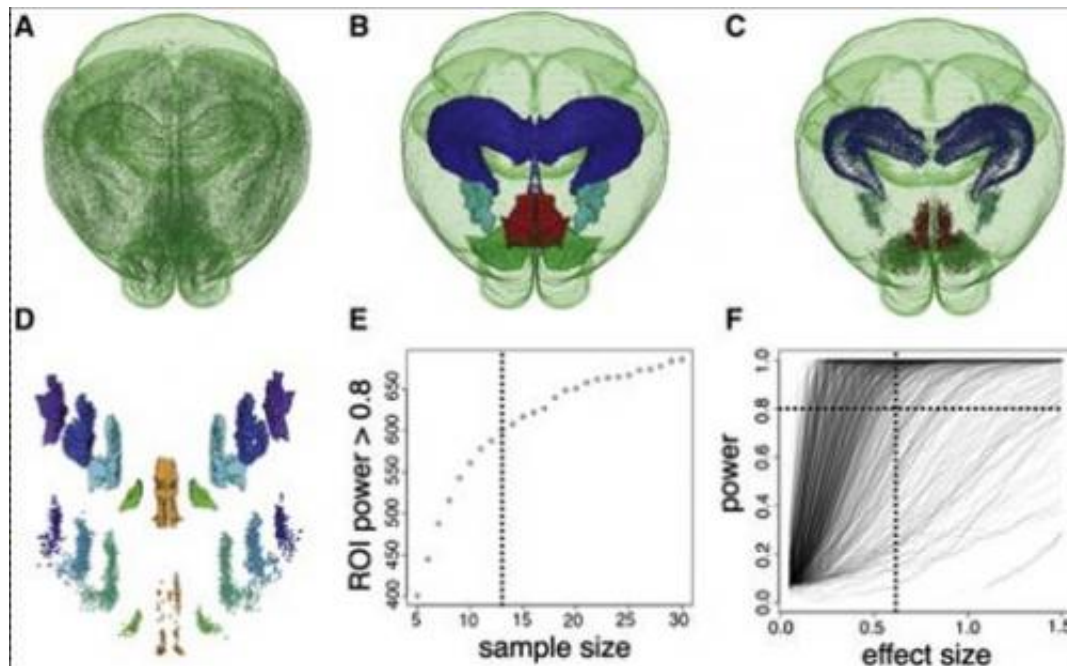 A
B
C
D
E
F
ROI power > 0.8
400 450 500 550 600 650
5 10 15 20 25 30
sample size
power
0.0 0.2 0.4 0.6 0.8 1.0
0.0 0.5 1.0 1.5
effect size